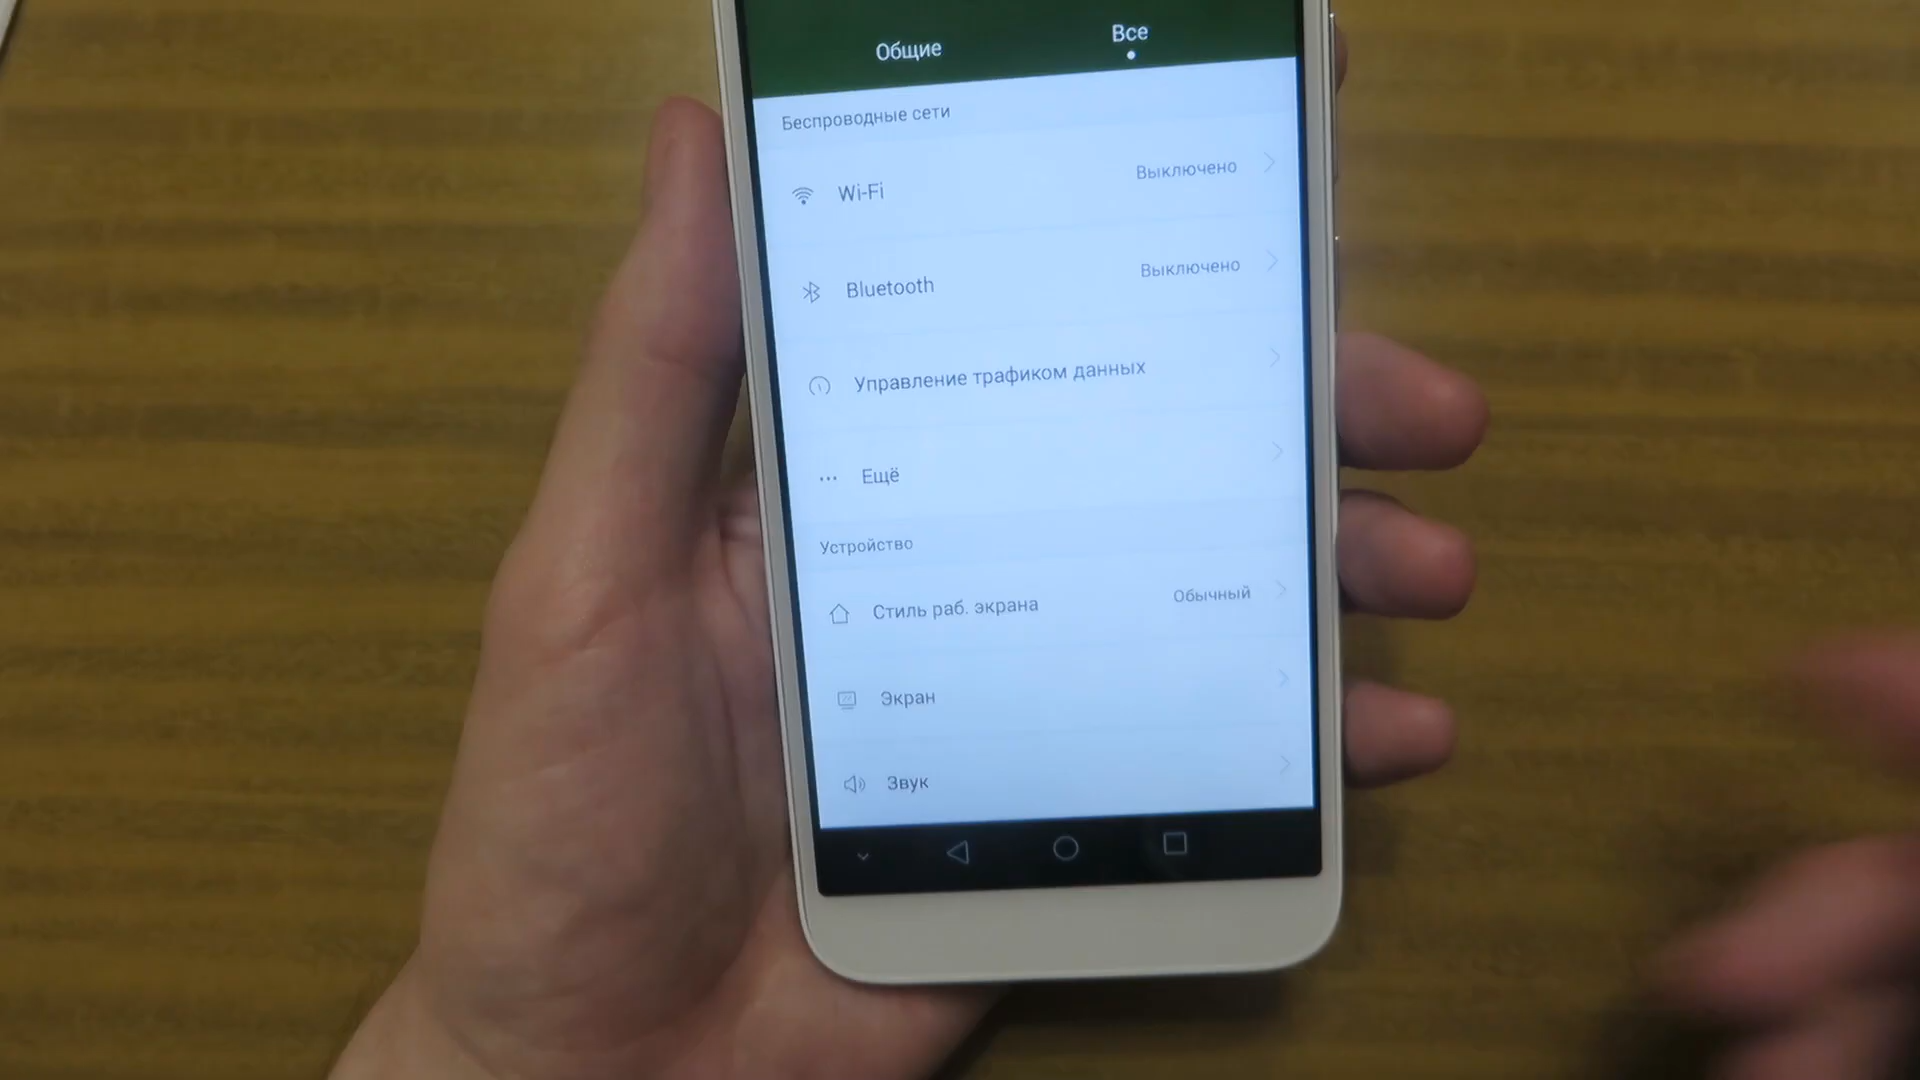 Общие
Все
Беспроводные сети
Wi-Fi
Выключено
Bluetooth
Выключено
Управление трафиком данных
Ещё
Устройство
Стиль раб. экрана
Обычный
Экран
Звук